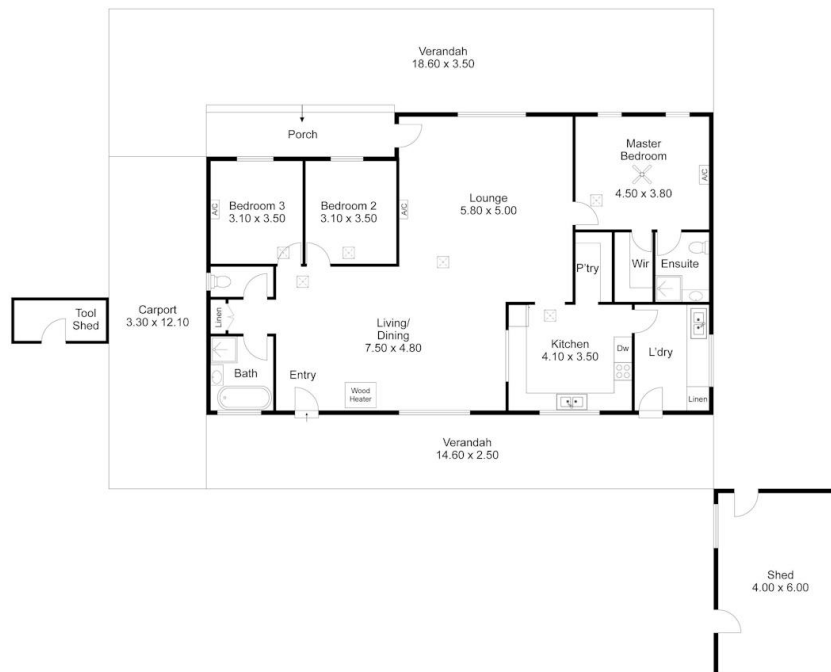 Verandah
18.60 x 3.50
Porch
Master
Bedroom
4.50 x 3.80
A/C
Lounge
5.80 x 5.00
Bedroom 3
3.10 x 3.50
A/C
Bedroom 2
3.10 x 3.50
A/C
P'try
Wir
Ensuite
Tool
Shed
Carport
3.30 x 12.10
Linen
Living/
Dining
7.50 x 4.80
Kitchen
4.10 x 3.50
Dw
L'dry
Bath
Entry
Wood
Heater
Linen
Verandah
14.60 x 2.50
Shed
4.00 x 6.00